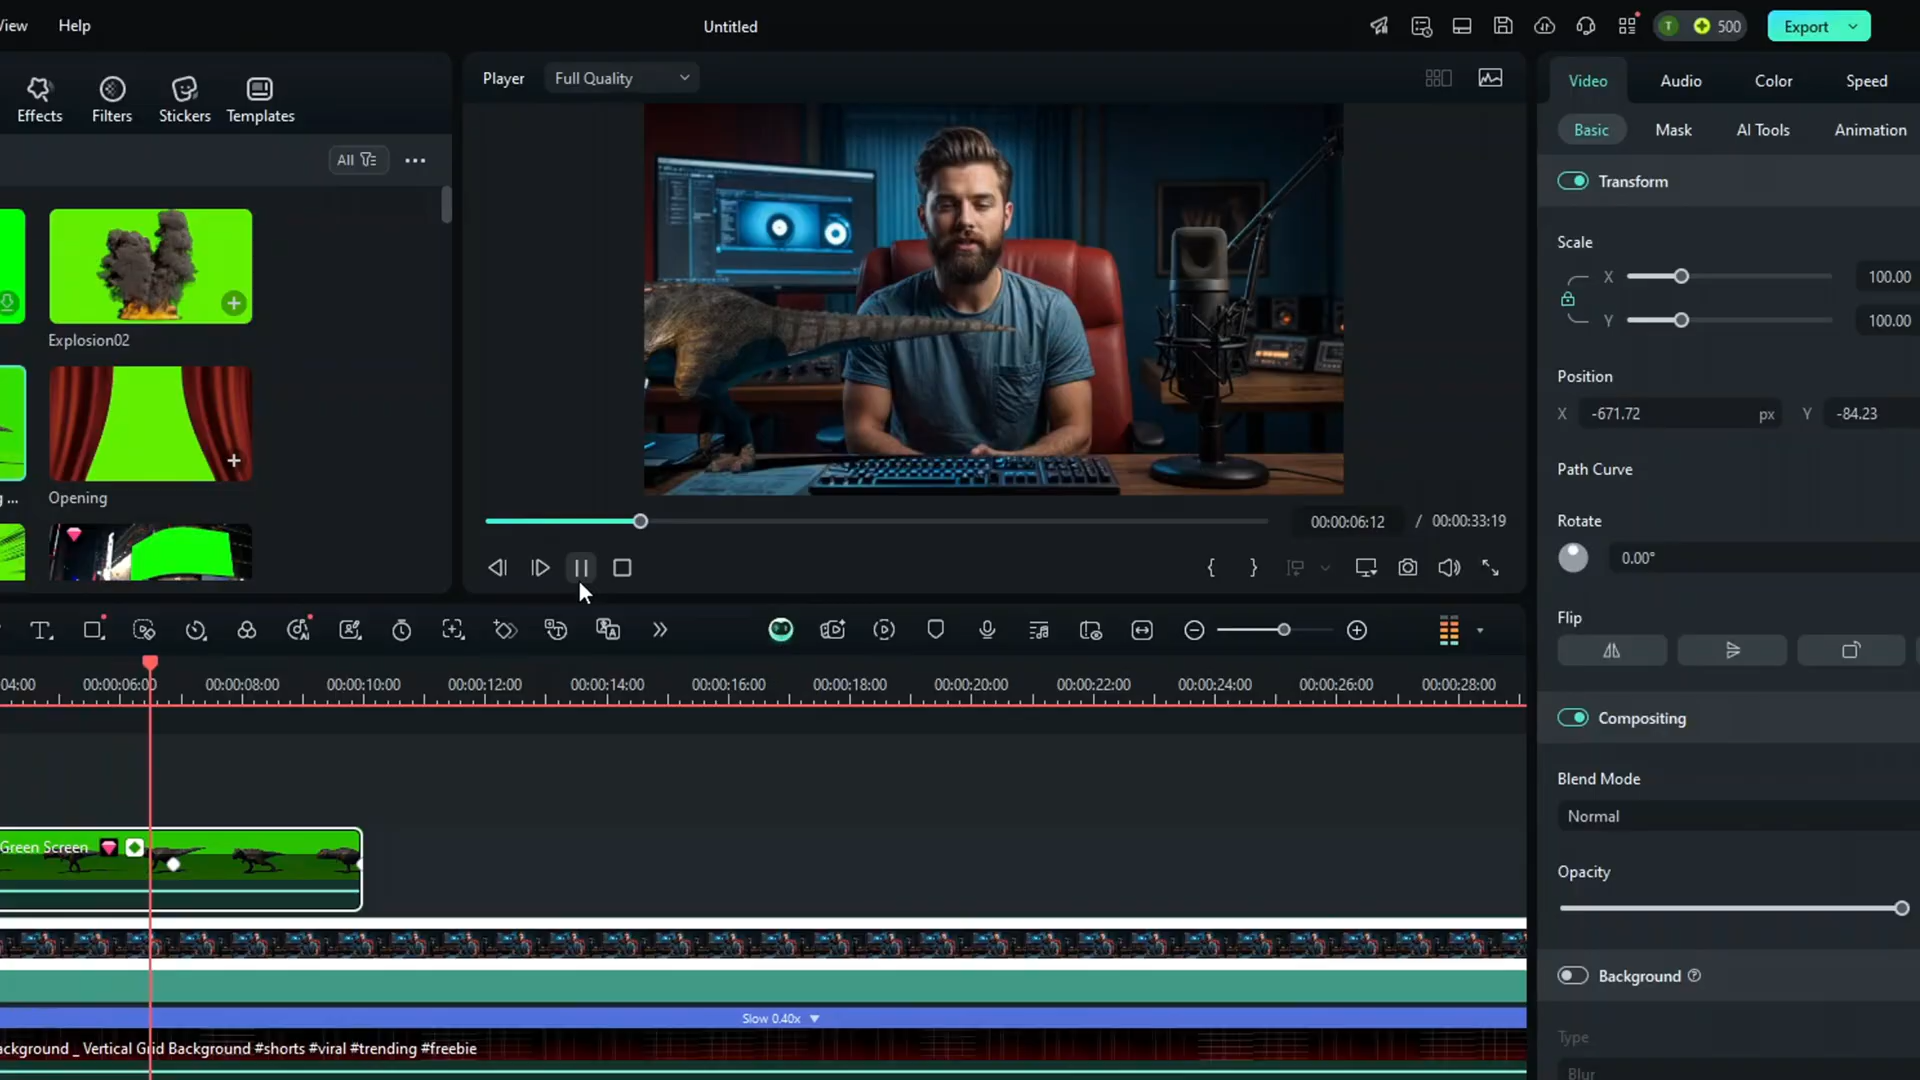 View
Help
Untitled
T
500
Export
Effects
Filters
Stickers
Templates
Player
Full Quality
Video
Audio
Color
Speed
All
Basic
Mask
AI Tools
Animation
Transform
Explosion02
Scale
X
100.00
Y
100.00
Position
X
-671.72
px
Y
-84.23
Opening
Path Curve
Rotate
0.00°
00:00:06:12
/ 00:00:33:19
Flip
00:00:06:00
00:00:08:00
00:00:10:00
00:00:12:00
00:00:14:00
00:00:16:00
00:00:18:00
00:00:20:00
00:00:22:00
00:00:24:00
00:00:26:00
00:00:28:00
Compositing
Blend Mode
Normal
Green Screen
Opacity
Background
Slow 0.40x
ackground _ Vertical Grid Background #shorts #viral #trending #freebie
Type
Blur